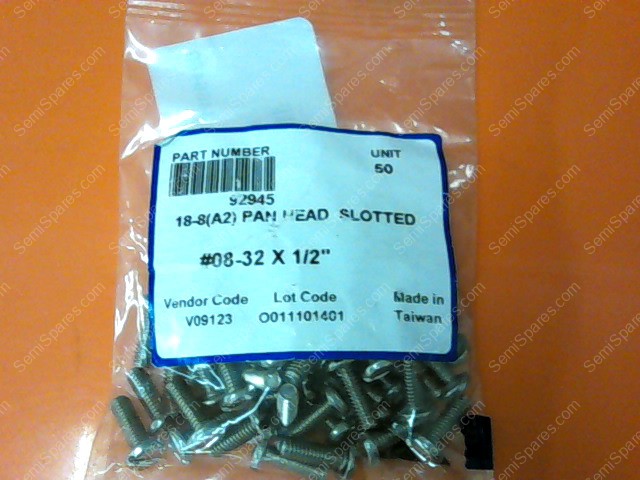 PART NUMBER
UNIT
50
92945
18-8(A2) PAN HEAD SLOTTED
#08-32 X 1/2"
Vendor Code Lot Code Made in
V09123 O011101401 Taiwan
SemiSpares.com